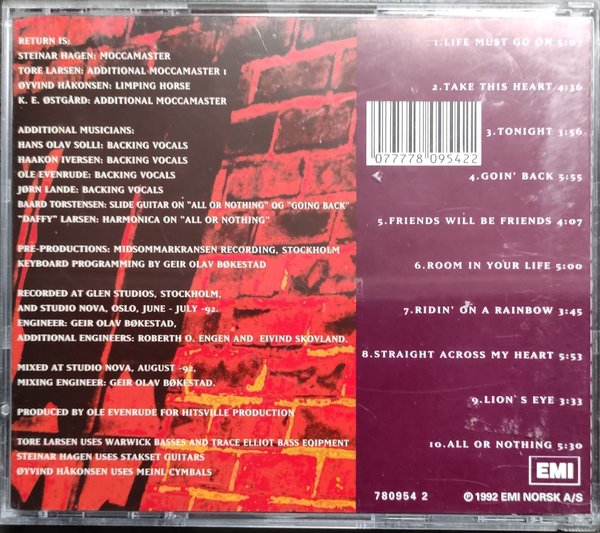 RETURN IS:
STEINAR HAGEN: MOCCAMASTER
TORE LARSEN: ADDITIONAL MOCCAMASTER 1
ØYVIND HÅKONSEN: LIMPING HORSE
K. E. ØSTGÅRD: ADDITIONAL MOCCAMASTER
ADDITIONAL MUSICIANS:
HANS OLAV SOLLI: BACKING VOCALS
HAAKON IVERSEN: BACKING VOCALS
OLE EVENRUDE: BACKING VOCALS
JØRN LANDE: BACKING VOCALS
BAARD TORSTENSEN: SLIDE GUITAR ON "ALL OR NOTHING" OG "GOING BACK"
"DAFFY" LARSEN: HARMONICA ON "ALL OR NOTHING"
PRE-PRODUCTIONS: MIDSOMMARKRANSEN RECORDING, STOCKHOLM
KEYBOARD PROGRAMMING BY GEIR OLAV BØKESTAD
RECORDED AT GLEN STUDIOS, STOCKHOLM,
AND STUDIO NOVA, OSLO, JUNE - JULY -92.
ENGINEER: GEIR OLAV BØKESTAD,
ADDITIONAL ENGINEERS: ROBERTH O. ENGEN AND EIVIND SKOVLAND.
MIXED AT STUDIO NOVA, AUGUST -92,
MIXING ENGINEER: GEIR OLAV BØKESTAD.
PRODUCED BY OLE EVENRUDE FOR HITSVILLE PRODUCTION
TORE LARSEN USES WARWICK BASSES AND TRACE ELLIOT BASS EQIPMENT
STEINAR HAGEN USES STAKSET GUITARS
ØYVIND HÅKONSEN USES MEINL CYMBALS
1.LIFE MUST GO ON 5:05
2.TAKE THIS HEART 4:36
3.TONIGHT 3:56
077778 095422
4.GOIN' BACK 5:55
5.FRIENDS WILL BE FRIENDS 4:07
6.ROOM IN YOUR LIFE 5:00
7.RIDIN' ON A RAINBOW 3:45
8.STRAIGHT ACROSS MY HEART 5:53
9.LION`S EYE 3:33
10.ALL OR NOTHING 5:30
EMI
780954 2
℗ 1992 EMI NORSK A/S